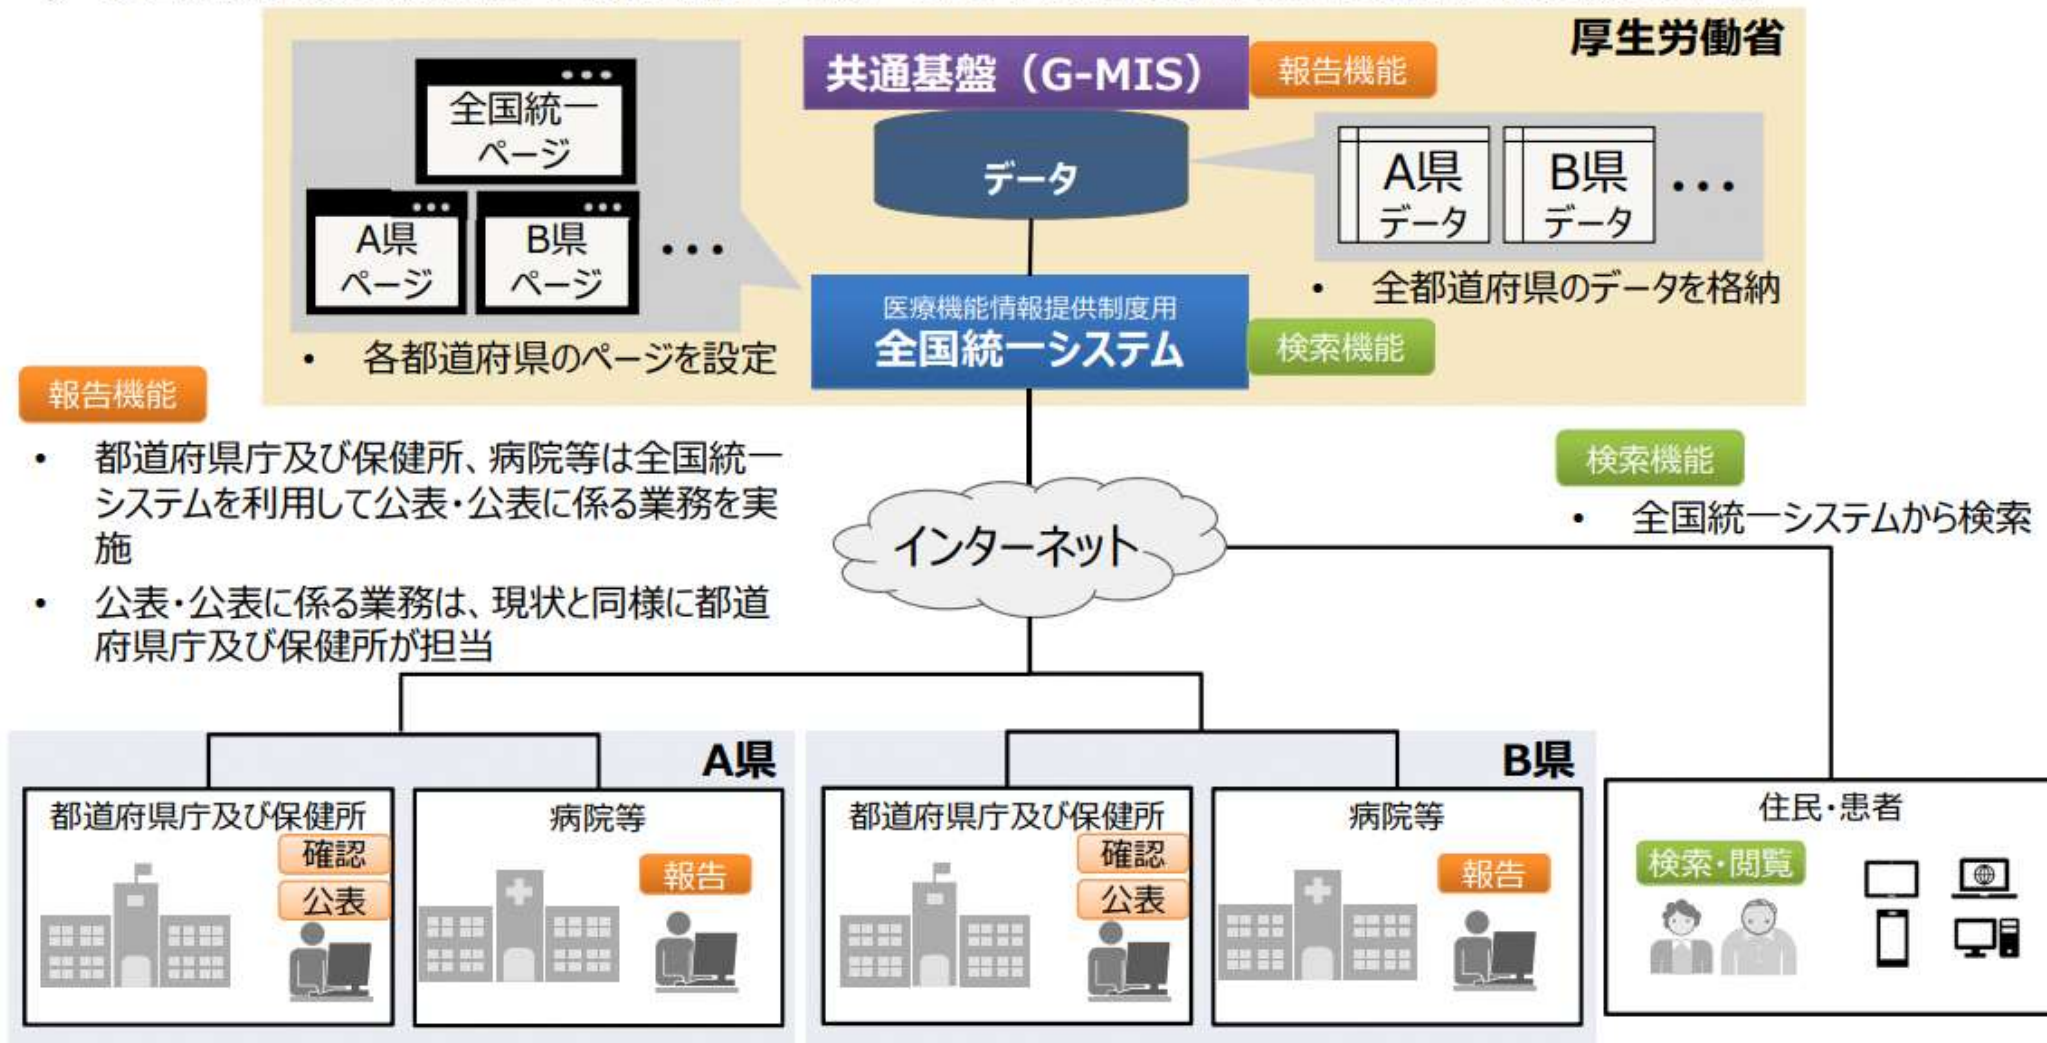 厚生労働省
共通基盤（G-MIS）
報告機能
データ
全国統一
ページ
A県
ページ
B県
ページ
・・・
• 各都道府県のページを設定
A県
データ
B県
データ
・・・
• 全都道府県のデータを格納
医療機能情報提供制度用
全国統一システム
検索機能
報告機能
• 都道府県庁及び保健所、病院等は全国統一
システムを利用して公表・公表に係る業務を実
施
• 公表・公表に係る業務は、現状と同様に都道
府県庁及び保健所が担当
インターネット
検索機能
• 全国統一システムから検索
A県
都道府県庁及び保健所
確認
公表
病院等
報告
B県
都道府県庁及び保健所
確認
公表
病院等
報告
住民・患者
検索・閲覧